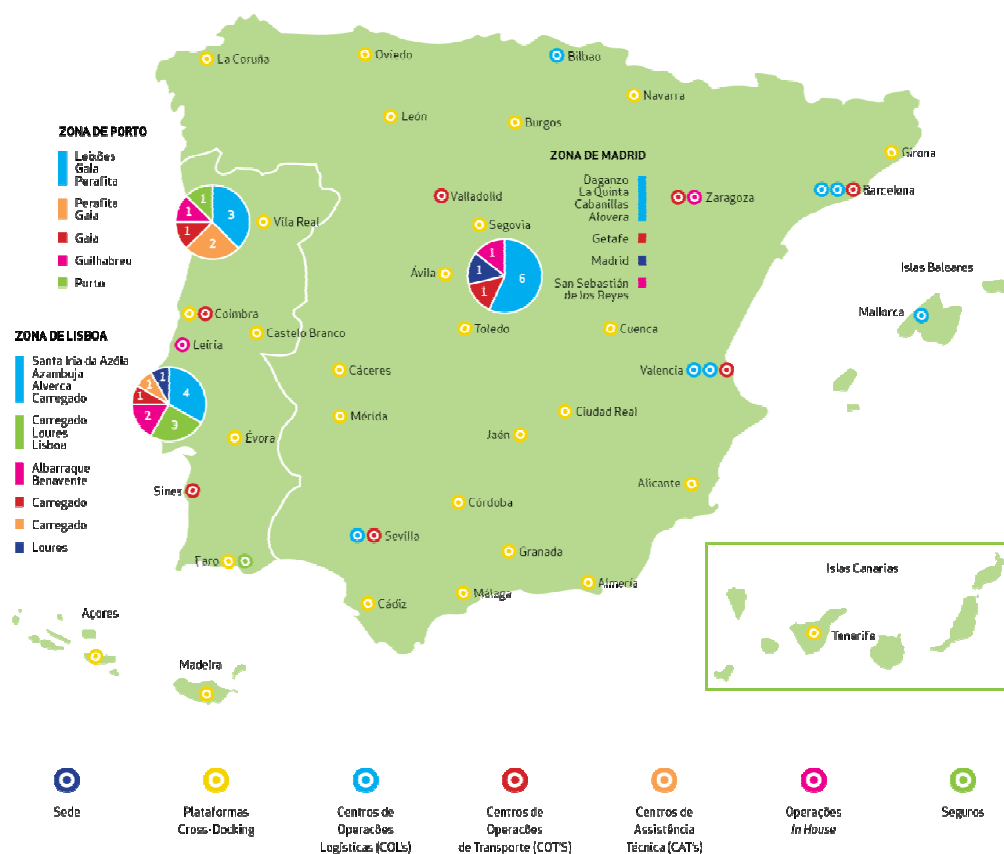 La Coruña
Oviedo
Bilbao
Navarra
León
Burgos
Girona
ZONA DE PORTO
Leixões
Gaia
Perafita
Perafita
Gaia
Gaia
Guilhabreu
Porto
1
3
1
1
2
Vila Real
ZONA DE MADRID
Daganzo
La Quinta
Cabanillas
Alovera
Getafe
Madrid
San Sebastián
de los Reyes
Valladolid
Zaragoza
Barcelona
Segovia
Ávila
1
1
6
1
Islas Baleares
Mallorca
Coimbra
Castelo Branco
Leiria
Toledo
Cuenca
ZONA DE LISBOA
Santa Iria da Azóia
Azambuja
Alverca
Carregado
Carregado
Loures
Lisboa
Albarraque
Benavente
Carregado
Carregado
Loures
1
1
4
1
2
3
Cáceres
Valencia
Mérida
Ciudad Real
Évora
Jaén
Sines
Alicante
Córdoba
Sevilla
Granada
Faro
Almería
Málaga
Cádiz
Islas Canarias
Tenerife
Açores
Madeira
Sede
Plataformas
Cross-Docking
Centros de
Operacões
Logísticas (COL's)
Centros de
Operacões
de Transporte (COT'S)
Centros de
Assistência
Técnica (CAT's)
Operações
In House
Seguros